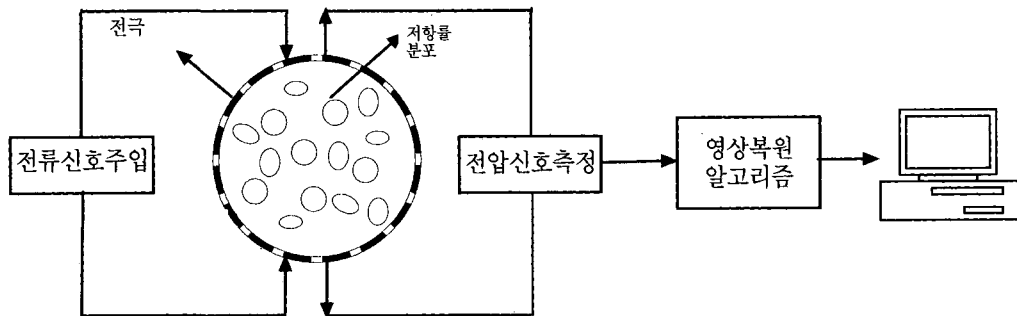 전극
저항률
분포
전류신호주입
전압신호측정
영상복원
알고리즘